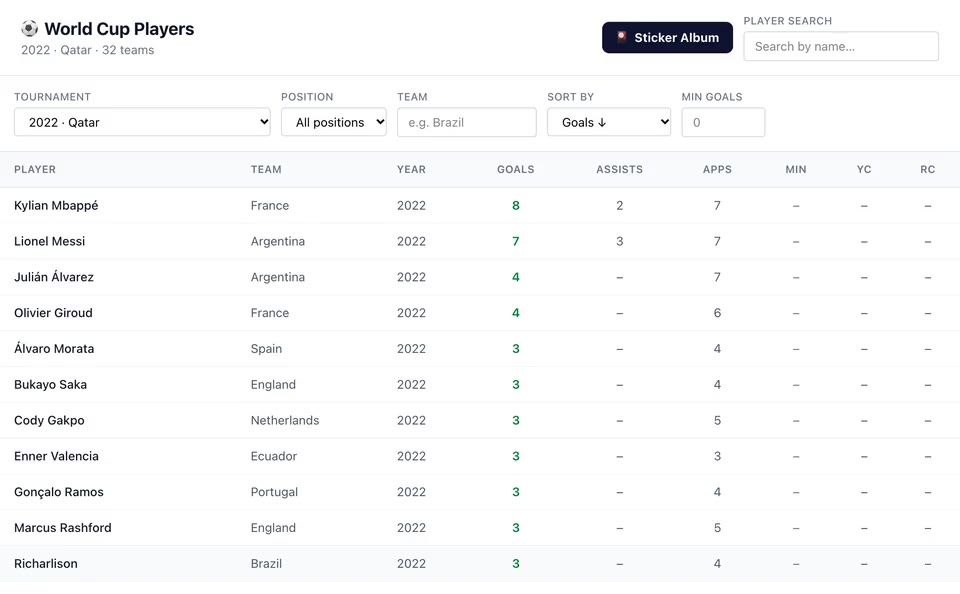 World Cup Players
2022 · Qatar · 32 teams
Sticker Album
PLAYER SEARCH
Search by name...
TOURNAMENT POSITION TEAM SORT BY MIN GOALS
2022 · Qatar All positions e.g. Brazil Goals ↓ 0
PLAYER TEAM YEAR GOALS ASSISTS APPS MIN YC RC
Kylian Mbappé France 2022 8 2 7 – – –
Lionel Messi Argentina 2022 7 3 7 – – –
Julián Álvarez Argentina 2022 4 – 7 – – –
Olivier Giroud France 2022 4 – 6 – – –
Álvaro Morata Spain 2022 3 – 4 – – –
Bukayo Saka England 2022 3 – 4 – – –
Cody Gakpo Netherlands 2022 3 – 5 – – –
Enner Valencia Ecuador 2022 3 – 3 – – –
Gonçalo Ramos Portugal 2022 3 – 4 – – –
Marcus Rashford England 2022 3 – 5 – – –
Richarlison Brazil 2022 3 – 4 – – –